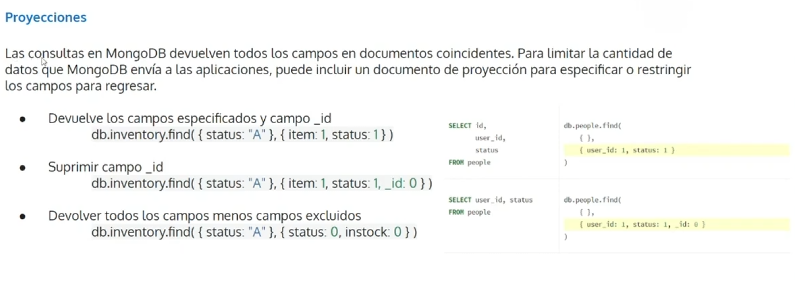 Proyecciones
Las consultas en MongoDB devuelven todos los campos en documentos coincidentes. Para limitar la cantidad de
datos que MongoDB envía a las aplicaciones, puede incluir un documento de proyección para especificar o restringir
los campos para regresar.
• Devuelve los campos especificados y campo _id
db.inventory.find( { status: "A" }, { item: 1, status: 1 } )
• Suprimir campo _id
db.inventory.find( { status: "A" }, { item: 1, status: 1, _id: 0 } )
• Devolver todos los campos menos campos excluidos
db.inventory.find( { status: "A" }, { status: 0, instock: 0 } )
SELECT id,
user_id,
status
FROM people
db.people.find(
{ },
{ user_id: 1, status: 1 }
)
SELECT user_id, status
FROM people
db.people.find(
{ },
{ user_id: 1, status: 1, _id: 0 }
)